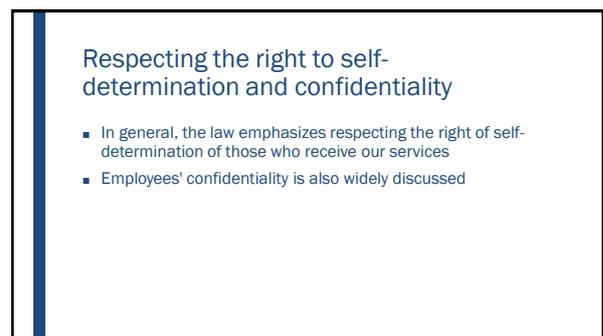 Respecting the right to self-
determination and confidentiality
▪ In general, the law emphasizes respecting the right of self-
determination of those who receive our services
▪ Employees' confidentiality is also widely discussed